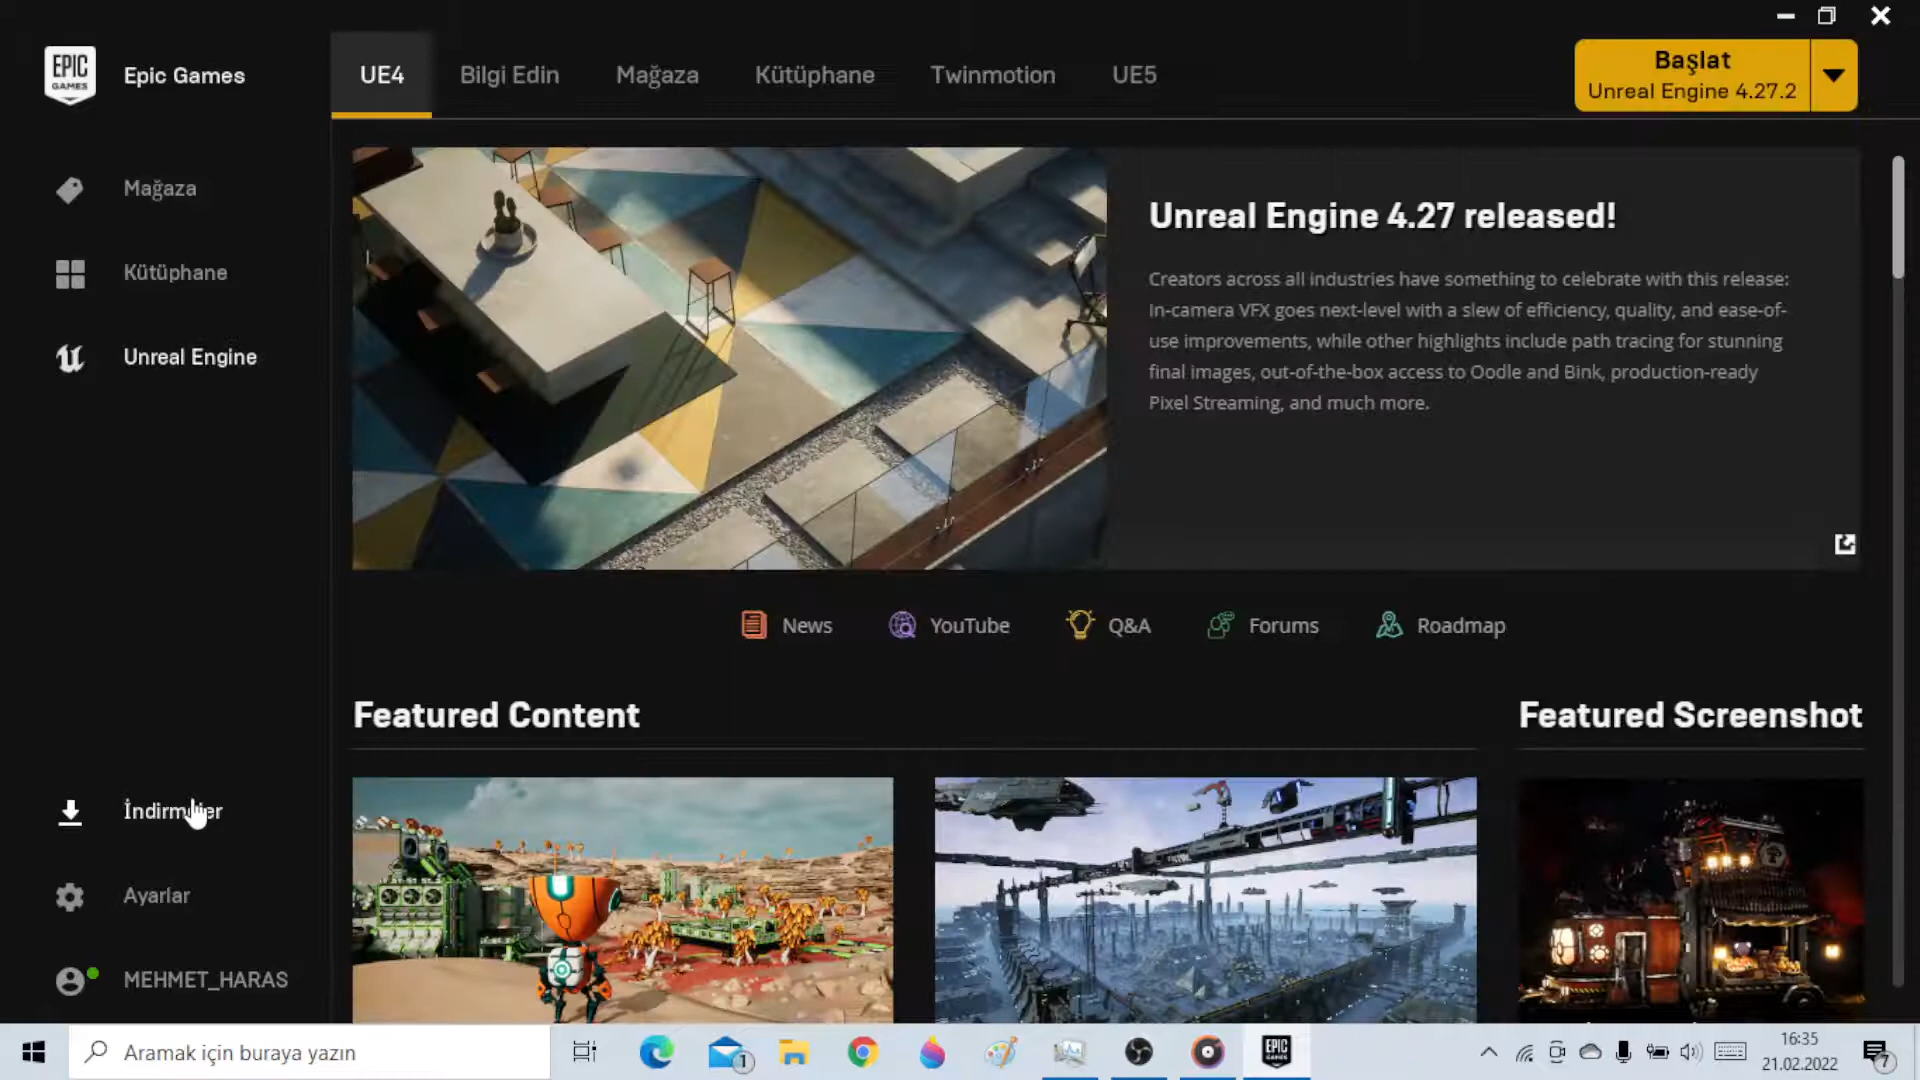 EPIC
GAMES
Epic Games
UE4
Bilgi Edin
Mağaza
Kütüphane
Twinmotion
UE5
Başlat
Unreal Engine 4.27.2
Mağaza
Kütüphane
Unreal Engine
Unreal Engine 4.27 released!
Creators across all industries have something to celebrate with this release:
In-camera VFX goes next-level with a slew of efficiency, quality, and ease-of-
use improvements, while other highlights include path tracing for stunning
final images, out-of-the-box access to Oodle and Bink, production-ready
Pixel Streaming, and much more.
News
YouTube
Q&A
Forums
Roadmap
Featured Content
Featured Screenshot
İndirmeler
Ayarlar
MEHMET_HARAS
Aramak için buraya yazın
1
EPIC
GAMES
16:35
21.02.2022
7